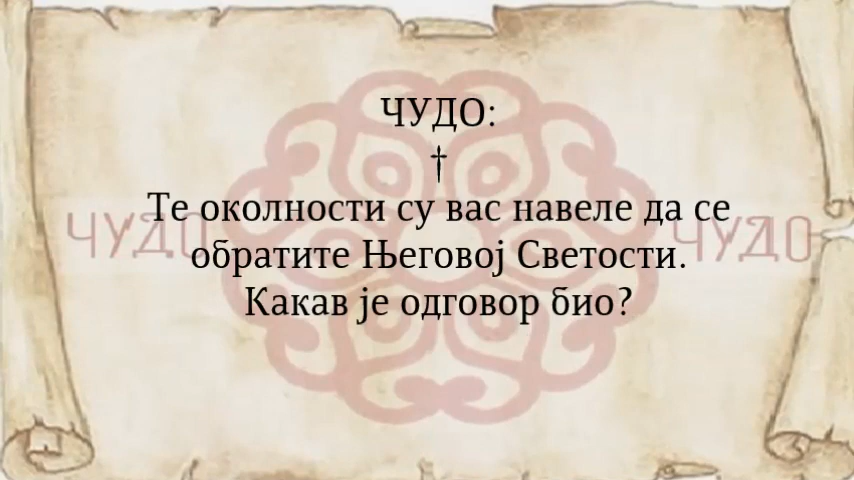 ЧУДО:
†
Те околности су вас навеле да се
обратите Његовој Светости.
Какав је одговор био?
ЧУДО
ЧУДО